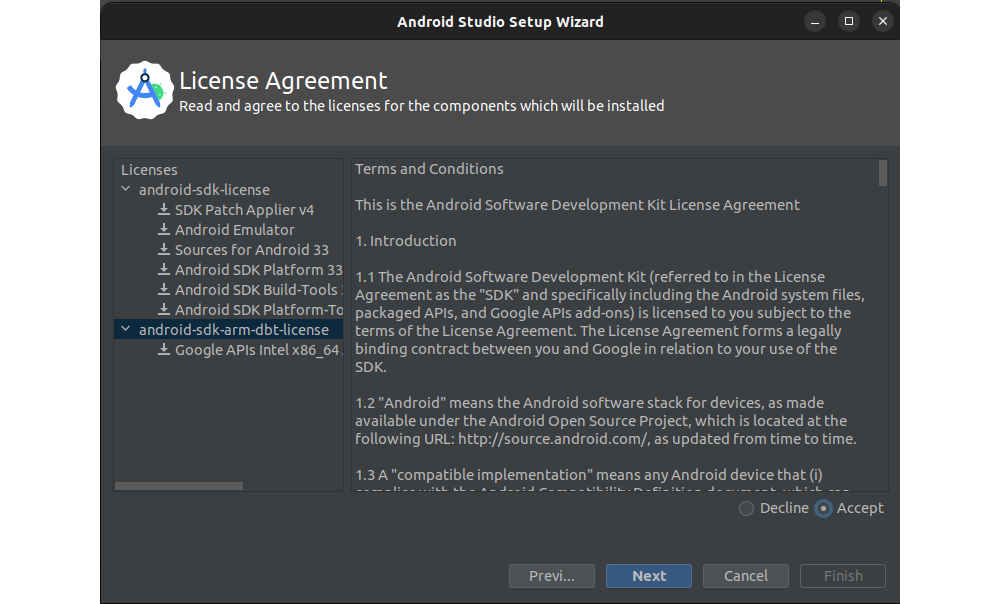 Android Studio Setup Wizard
License Agreement
Read and agree to the licenses for the components which will be installed
Licenses
android-sdk-license
SDK Patch Applier v4
Android Emulator
Sources for Android 33
Android SDK Platform 33
Android SDK Build-Tools
Android SDK Platform-To
android-sdk-arm-dbt-license
Google APIs Intel x86_64
Terms and Conditions
This is the Android Software Development Kit License Agreement
1. Introduction
1.1 The Android Software Development Kit (referred to in the License
Agreement as the "SDK" and specifically including the Android system files,
packaged APIs, and Google APIs add-ons) is licensed to you subject to the
terms of the License Agreement. The License Agreement forms a legally
binding contract between you and Google in relation to your use of the
SDK.
1.2 "Android" means the Android software stack for devices, as made
available under the Android Open Source Project, which is located at the
following URL: http://source.android.com/, as updated from time to time.
1.3 A "compatible implementation" means any Android device that (i)
complies with the Android Compatibility Definition document, which can
Decline
Accept
Previ...
Next
Cancel
Finish